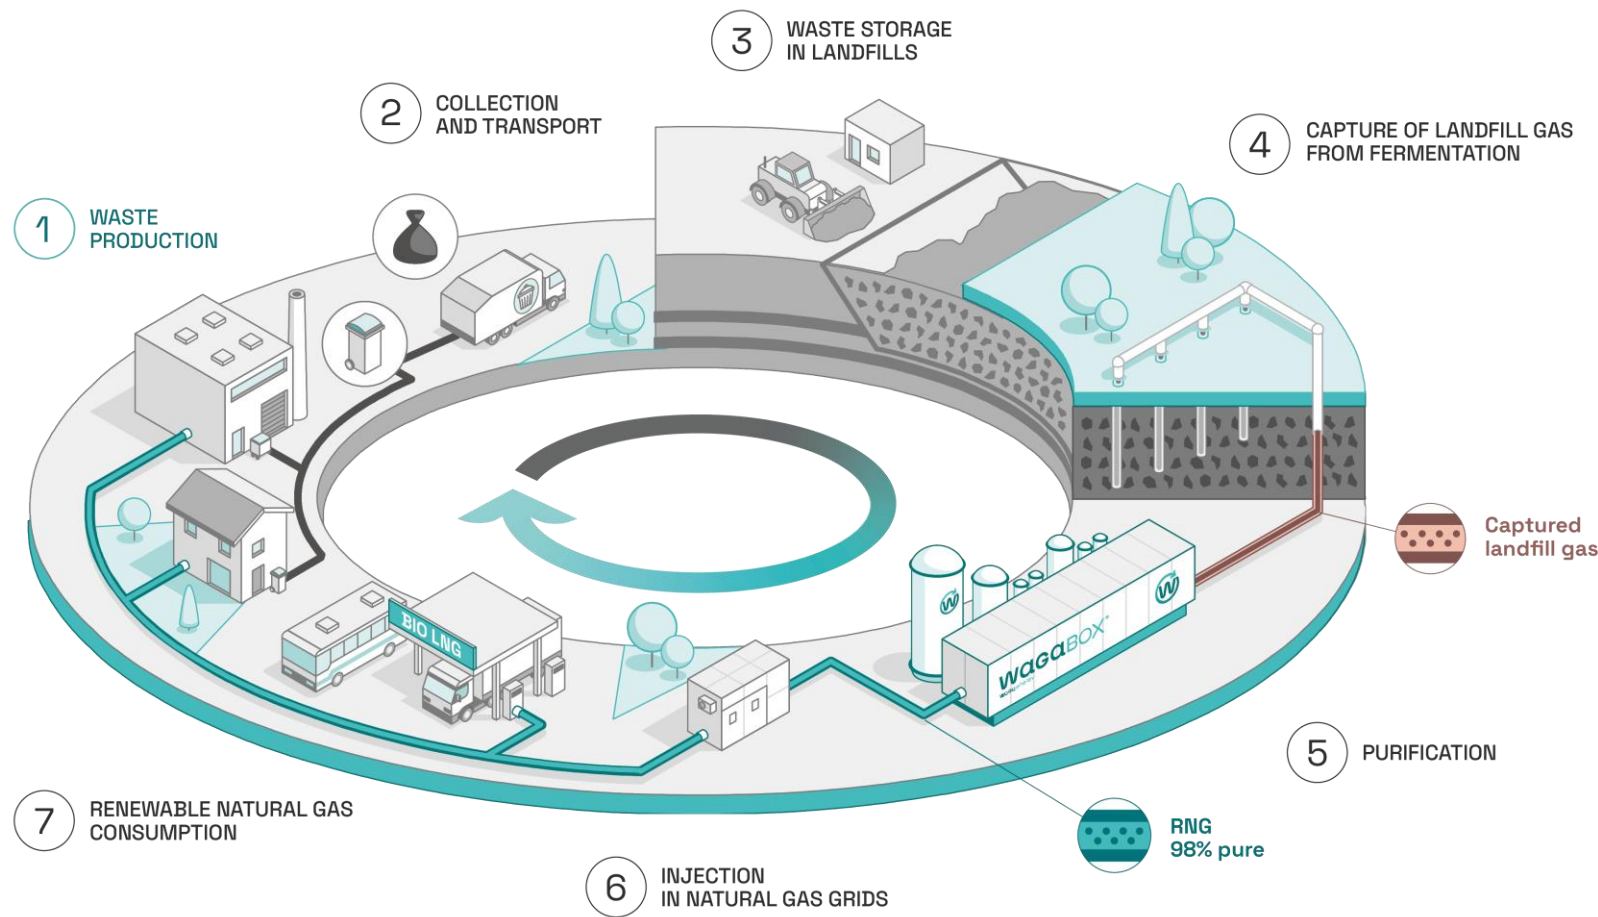 3
WASTE STORAGE
IN LANDFILLS
2
COLLECTION
AND TRANSPORT
4
CAPTURE OF LANDFILL GAS
FROM FERMENTATION
1
WASTE
PRODUCTION
Captured
landfill gas
BIO LNG
W
W
WAGABOX
5
PURIFICATION
7
RENEWABLE NATURAL GAS
CONSUMPTION
RNG
98% pure
6
INJECTION
IN NATURAL GAS GRIDS